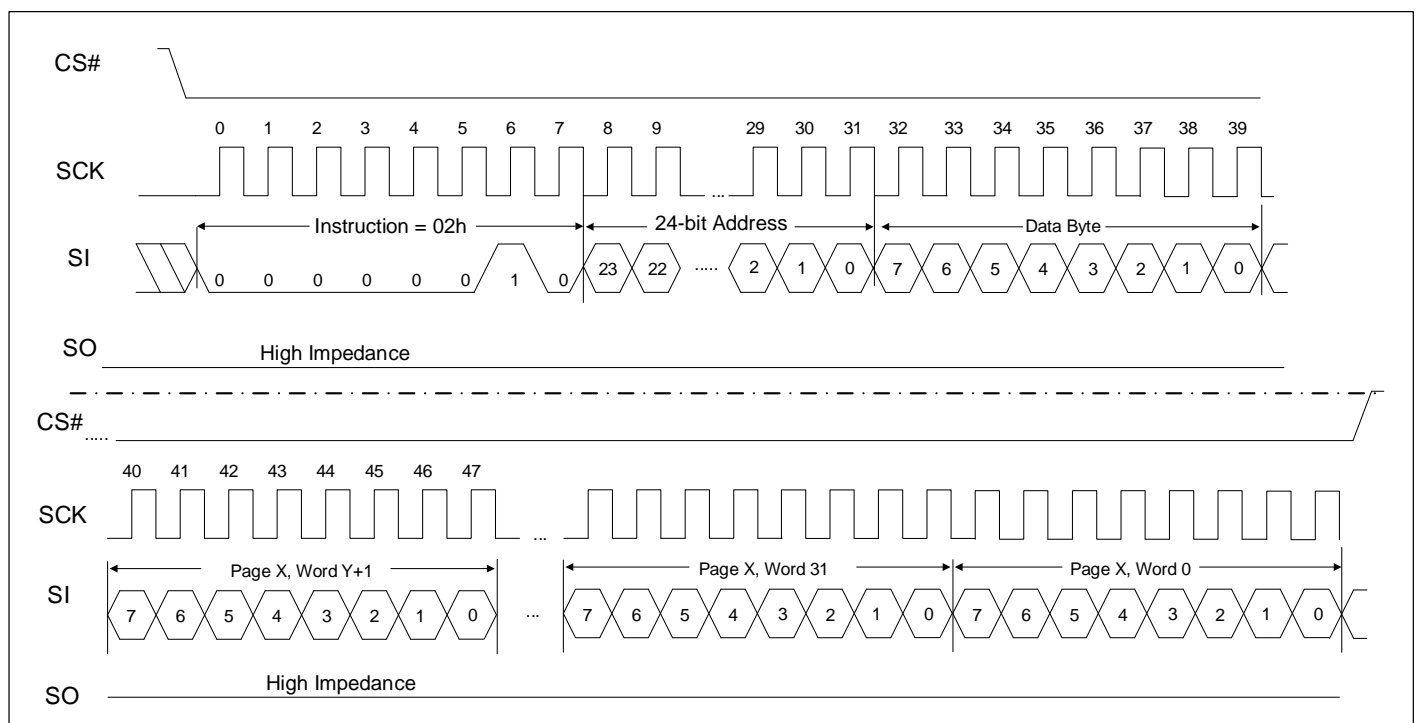 CS#
0 1 2 3 4 5 6 7 8 9 29 30 31 32 33 34 35 36 37 38 39
SCK
...
Instruction = 02h 24-bit Address Data Byte
SI
0 0 0 0 0 0 1 0 23 22 ..... 2 1 0 7 6 5 4 3 2 1 0
SO
High Impedance
CS# .....
40 41 42 43 44 45 46 47
SCK
...
Page X, Word Y+1 Page X, Word 31 Page X, Word 0
SI
7 6 5 4 3 2 1 0 ... 7 6 5 4 3 2 1 0 7 6 5 4 3 2 1 0
High Impedance
SO